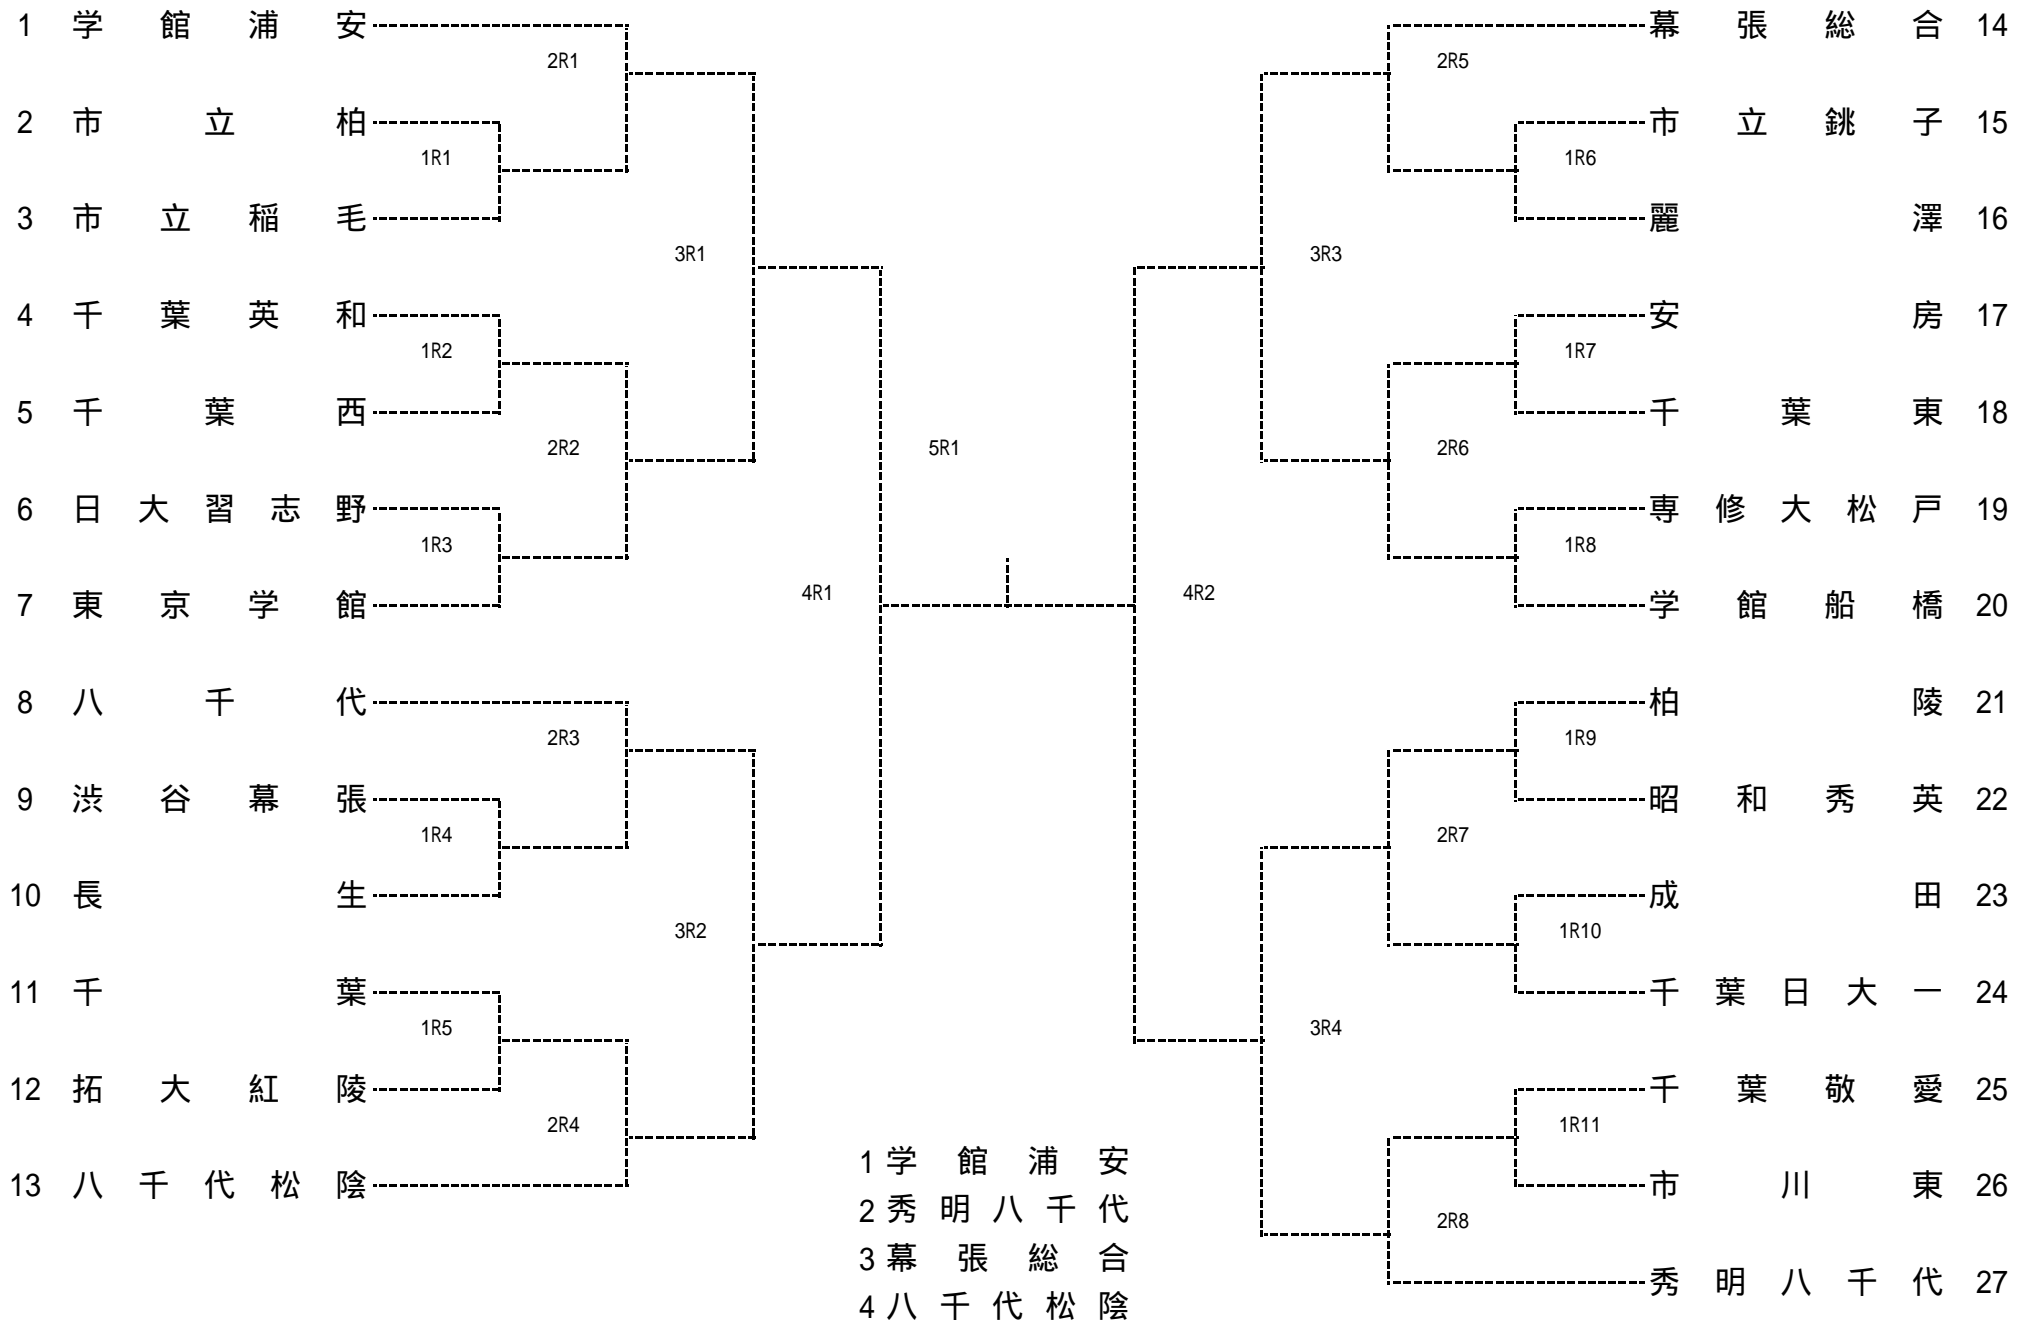 1 学館浦安
2R1
2 市立柏
1R1
3 市立稲毛
3R1
4 千葉英和
1R2
5 千葉西
2R2
6 日大習志野
1R3
7 東京学館
4R1
8 八千代
2R3
9 渋谷幕張
1R4
10 長生
3R2
11 千葉
1R5
12 拓大紅陵
2R4
13 八千代松陰
5R1
幕張総合 14
2R5
市立銚子 15
1R6
麗澤 16
3R3
安房 17
1R7
千葉東 18
2R6
専修大松戸 19
1R8
学館船橋 20
4R2
柏陵 21
1R9
昭和秀英 22
2R7
成田 23
1R10
千葉日大一 24
3R4
千葉敬愛 25
1R11
市川東 26
2R8
秀明八千代 27
1 学館浦安
2 秀明八千代
3 幕張総合
4 八千代松陰